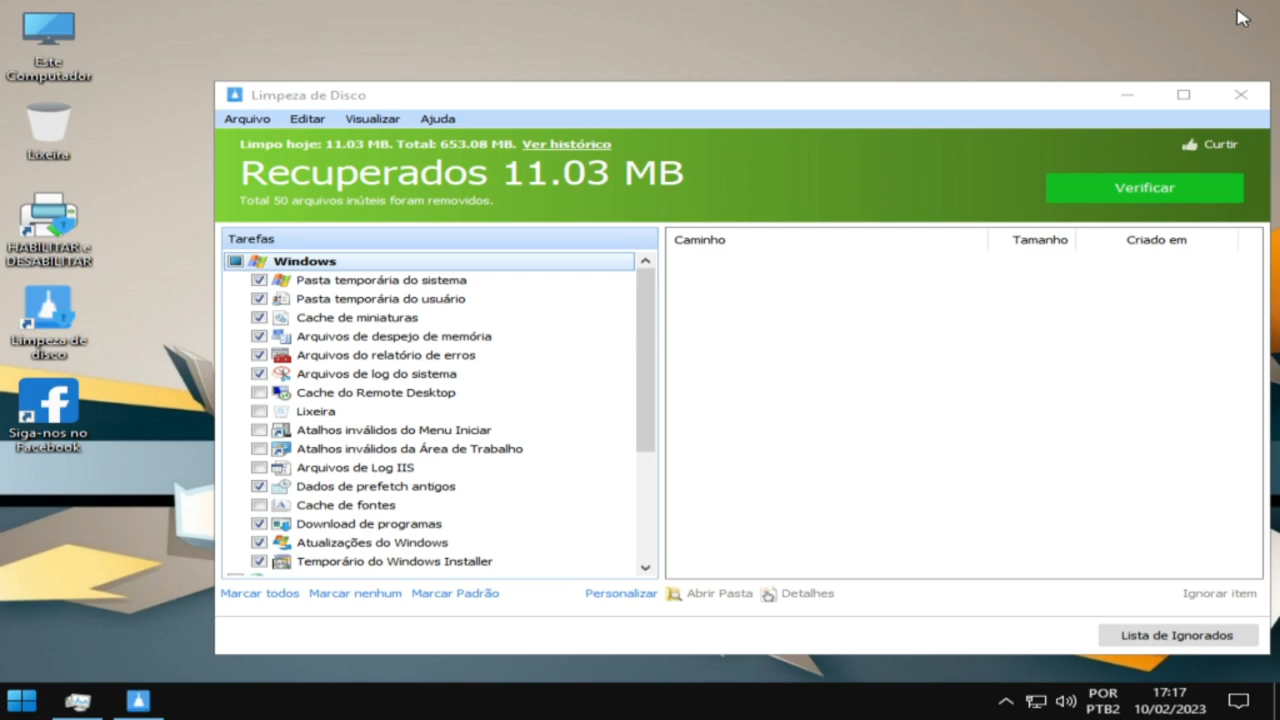 Este
Computador
Lixeira
HABILITAR e
DESABILITAR
Limpeza de
disco
Siga-nos no
Facebook
Limpeza de Disco
Arquivo Editar Visualizar Ajuda
Limpo hoje: 11.03 MB. Total: 653.08 MB. Ver histórico
Curtir
Recuperados 11.03 MB
Verificar
Total 50 arquivos inúteis foram removidos.
Tarefas
Windows
Pasta temporária do sistema
Pasta temporária do usuário
Cache de miniaturas
Arquivos de despejo de memória
Arquivos do relatório de erros
Arquivos de log do sistema
Cache do Remote Desktop
Lixeira
Atalhos inválidos do Menu Iniciar
Atalhos inválidos da Área de Trabalho
Arquivos de Log IIS
Dados de prefetch antigos
Cache de fontes
Download de programas
Atualizações do Windows
Temporário do Windows Installer
Caminho Tamanho Criado em
Marcar todos Marcar nenhum Marcar Padrão Personalizar Abrir Pasta Detalhes Ignorar item
Lista de Ignorados
POR
PTB2
17:17
10/02/2023